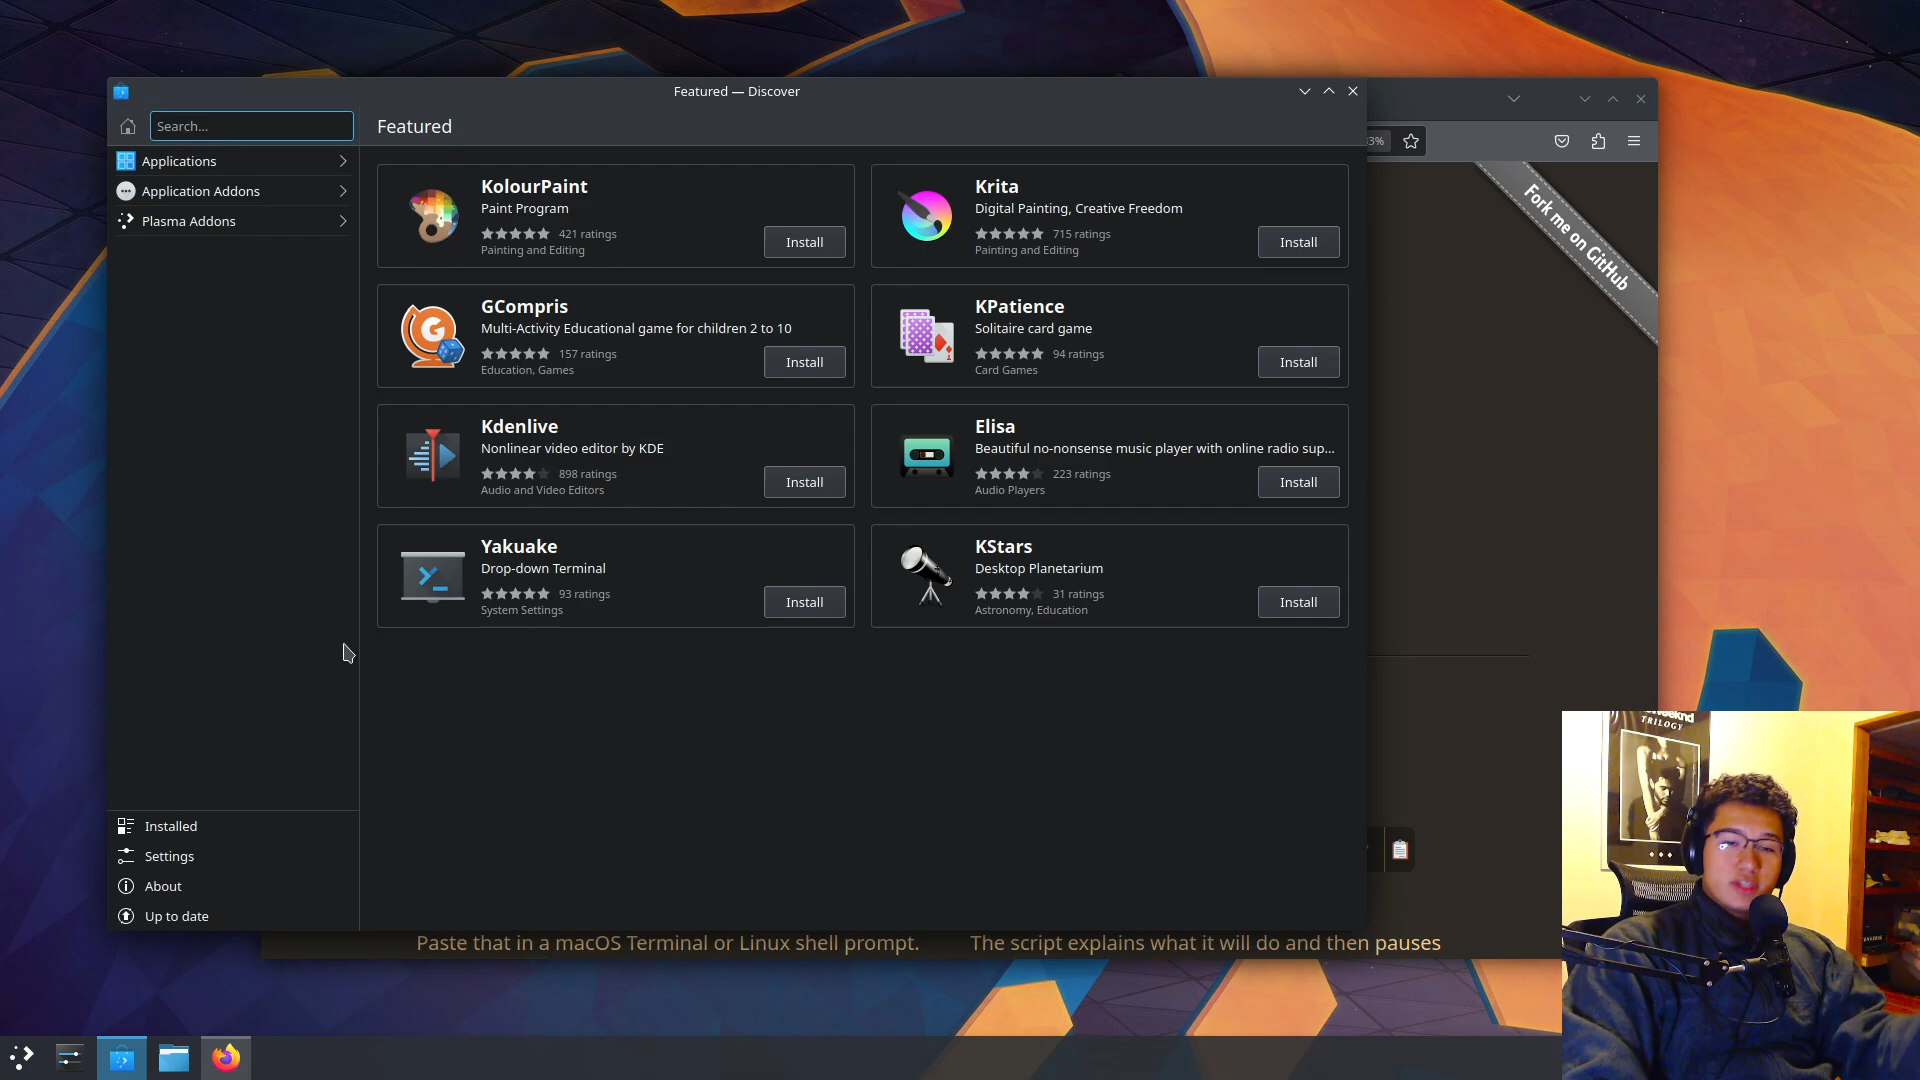 Featured — Discover
Search...
Featured
Applications
Application Addons
Plasma Addons
KolourPaint
Paint Program
421 ratings
Painting and Editing
Install
Krita
Digital Painting, Creative Freedom
715 ratings
Painting and Editing
Install
GCompris
Multi-Activity Educational game for children 2 to 10
157 ratings
Education, Games
Install
KPatience
Solitaire card game
94 ratings
Card Games
Install
Kdenlive
Nonlinear video editor by KDE
898 ratings
Audio and Video Editors
Install
Elisa
Beautiful no-nonsense music player with online radio sup...
223 ratings
Audio Players
Install
Yakuake
Drop-down Terminal
93 ratings
System Settings
Install
KStars
Desktop Planetarium
31 ratings
Astronomy, Education
Install
Installed
Settings
About
Up to date
3%
Fork me on GitHub
Paste that in a macOS Terminal or Linux shell prompt. The script explains what it will do and then pauses
TRILOGY